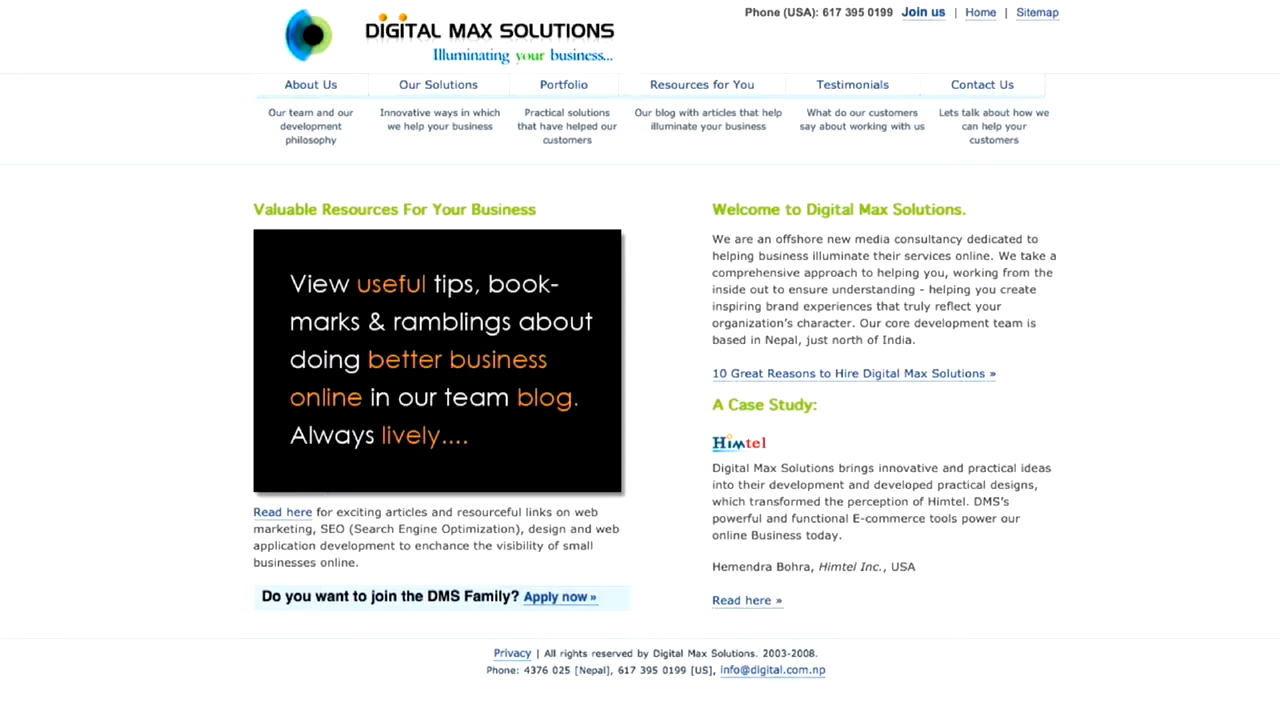 Phone (USA): 617 395 0199 Join us | Home | Sitemap
DIGITAL MAX SOLUTIONS
Illuminating your business...
About Us
Our Solutions
Portfolio
Resources for You
Testimonials
Contact Us
Our team and our
development
philosophy
Innovative ways in which
we help your business
Practical solutions
that have helped our
customers
Our blog with articles that help
illuminate your business
What do our customers
say about working with us
Lets talk about how we
can help your
customers
Valuable Resources For Your Business
View useful tips, book-
marks & ramblings about
doing better business
online in our team blog.
Always lively....
Read here for exciting articles and resourceful links on web
marketing, SEO (Search Engine Optimization), design and web
application development to enchance the visibility of small
businesses online.
Do you want to join the DMS Family? Apply now »
Welcome to Digital Max Solutions.
We are an offshore new media consultancy dedicated to
helping business illuminate their services online. We take a
comprehensive approach to helping you, working from the
inside out to ensure understanding - helping you create
inspiring brand experiences that truly reflect your
organization's character. Our core development team is
based in Nepal, just north of India.
10 Great Reasons to Hire Digital Max Solutions »
A Case Study:
Himtel
Digital Max Solutions brings innovative and practical ideas
into their development and developed practical designs,
which transformed the perception of Himtel. DMS's
powerful and functional E-commerce tools power our
online Business today.
Hemendra Bohra, Himtel Inc., USA
Read here »
Privacy | All rights reserved by Digital Max Solutions. 2003-2008.
Phone: 4376 025 [Nepal], 617 395 0199 [US], info@digital.com.np